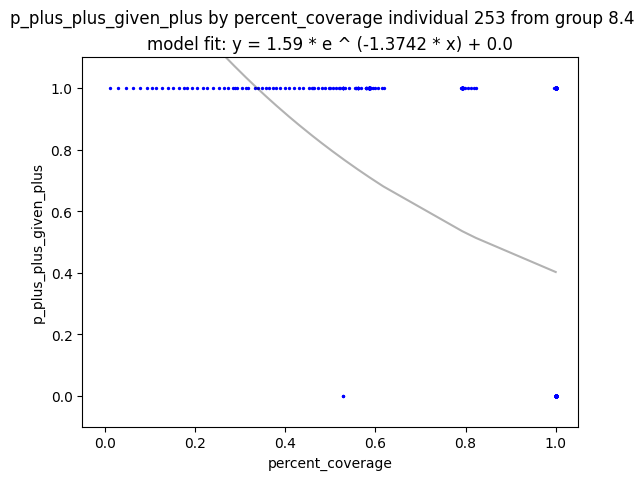 p_plus_plus_given_plus by percent_coverage individual 253 from group 8.4
model fit: y = 1.59 * e ^ (-1.3742 * x) + 0.0
1.0
0.8
0.6
0.4
0.2
0.0
p_plus_plus_given_plus
0.0 0.2 0.4 0.6 0.8 1.0
percent_coverage